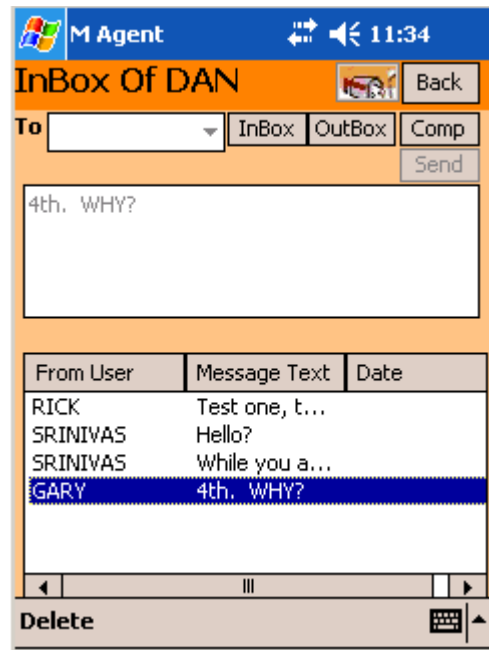 M Agent 11:34
InBox Of DAN Back
To InBox OutBox Comp
Send
4th. WHY?
From User Message Text Date
RICK Test one, t...
SRINIVAS Hello?
SRINIVAS While you a...
GARY 4th. WHY?
Delete